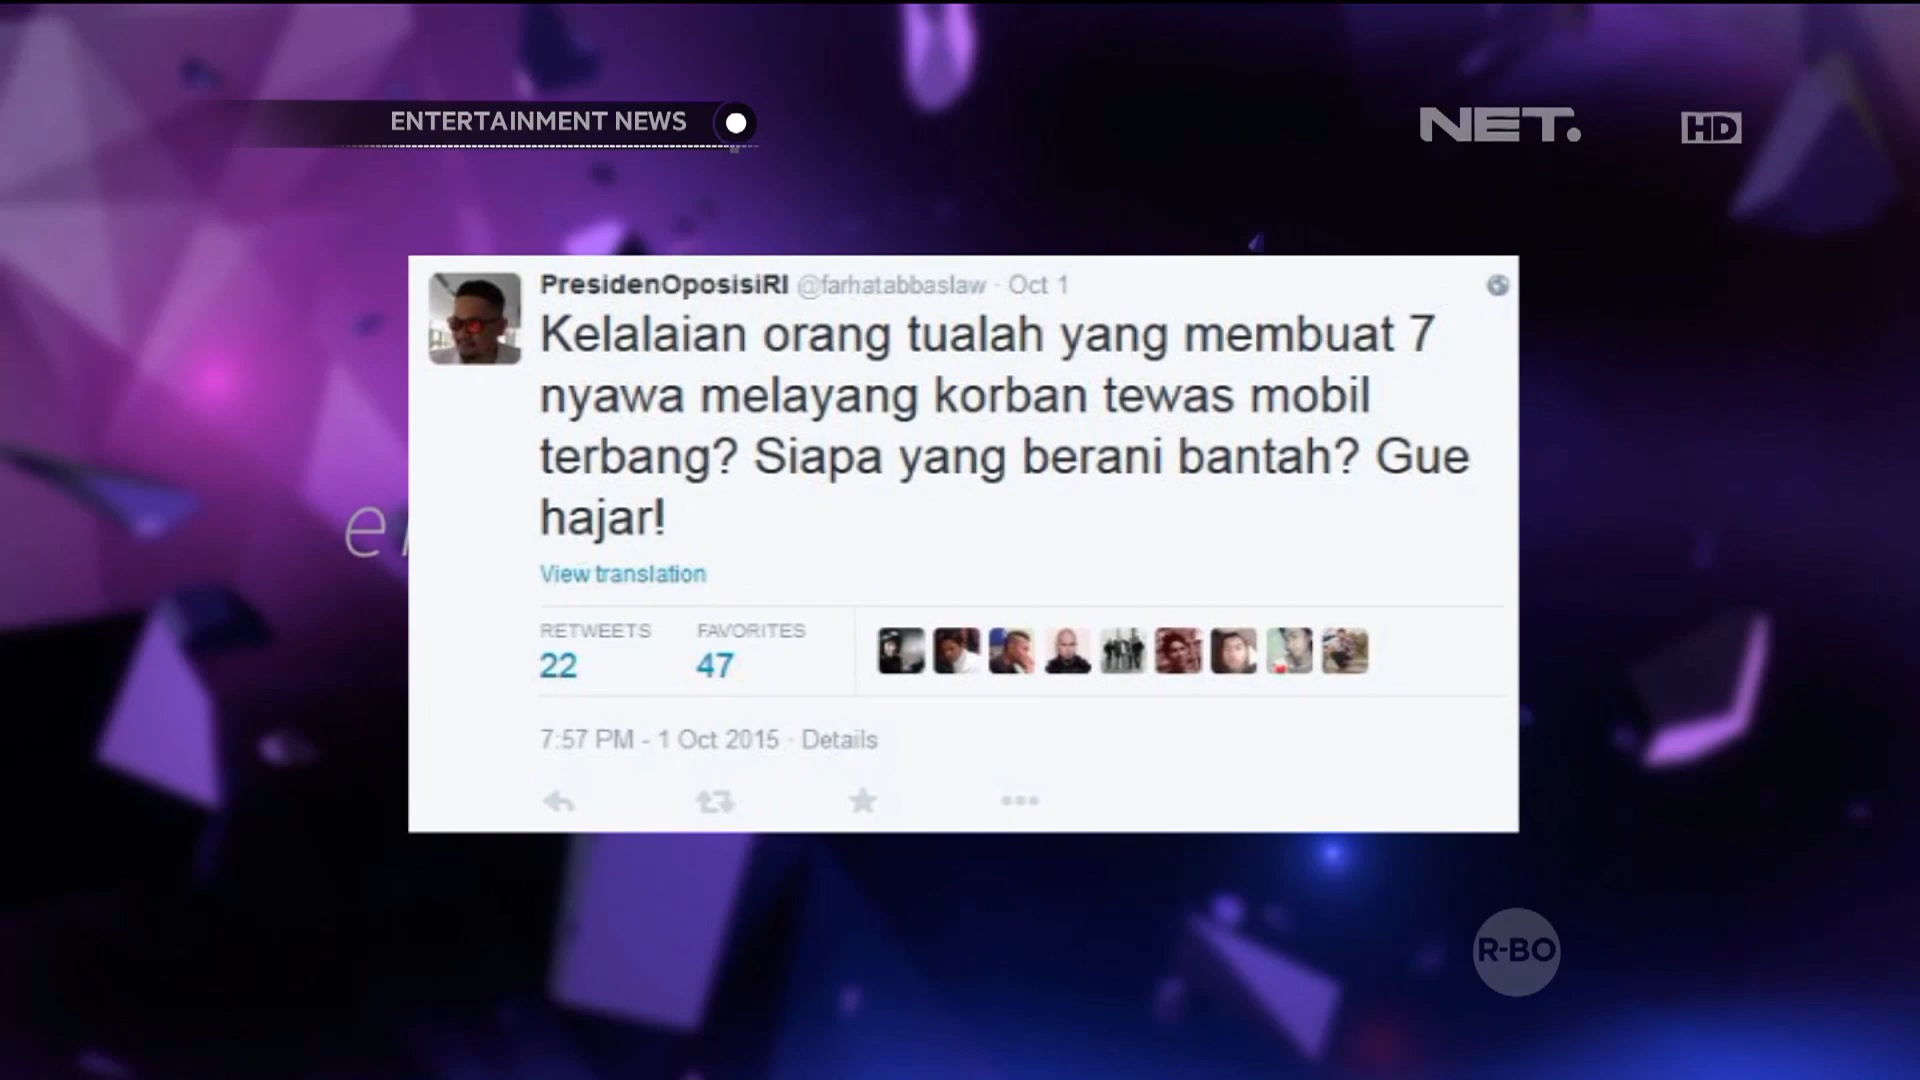 ENTERTAINMENT NEWS
NET.
HD
PresidenOposisiRI @farhatabbaslaw · Oct 1
Kelalaian orang tualah yang membuat 7
nyawa melayang korban tewas mobil
terbang? Siapa yang berani bantah? Gue
hajar!
View translation
RETWEETS FAVORITES
22 47
7:57 PM - 1 Oct 2015 · Details
R-BO